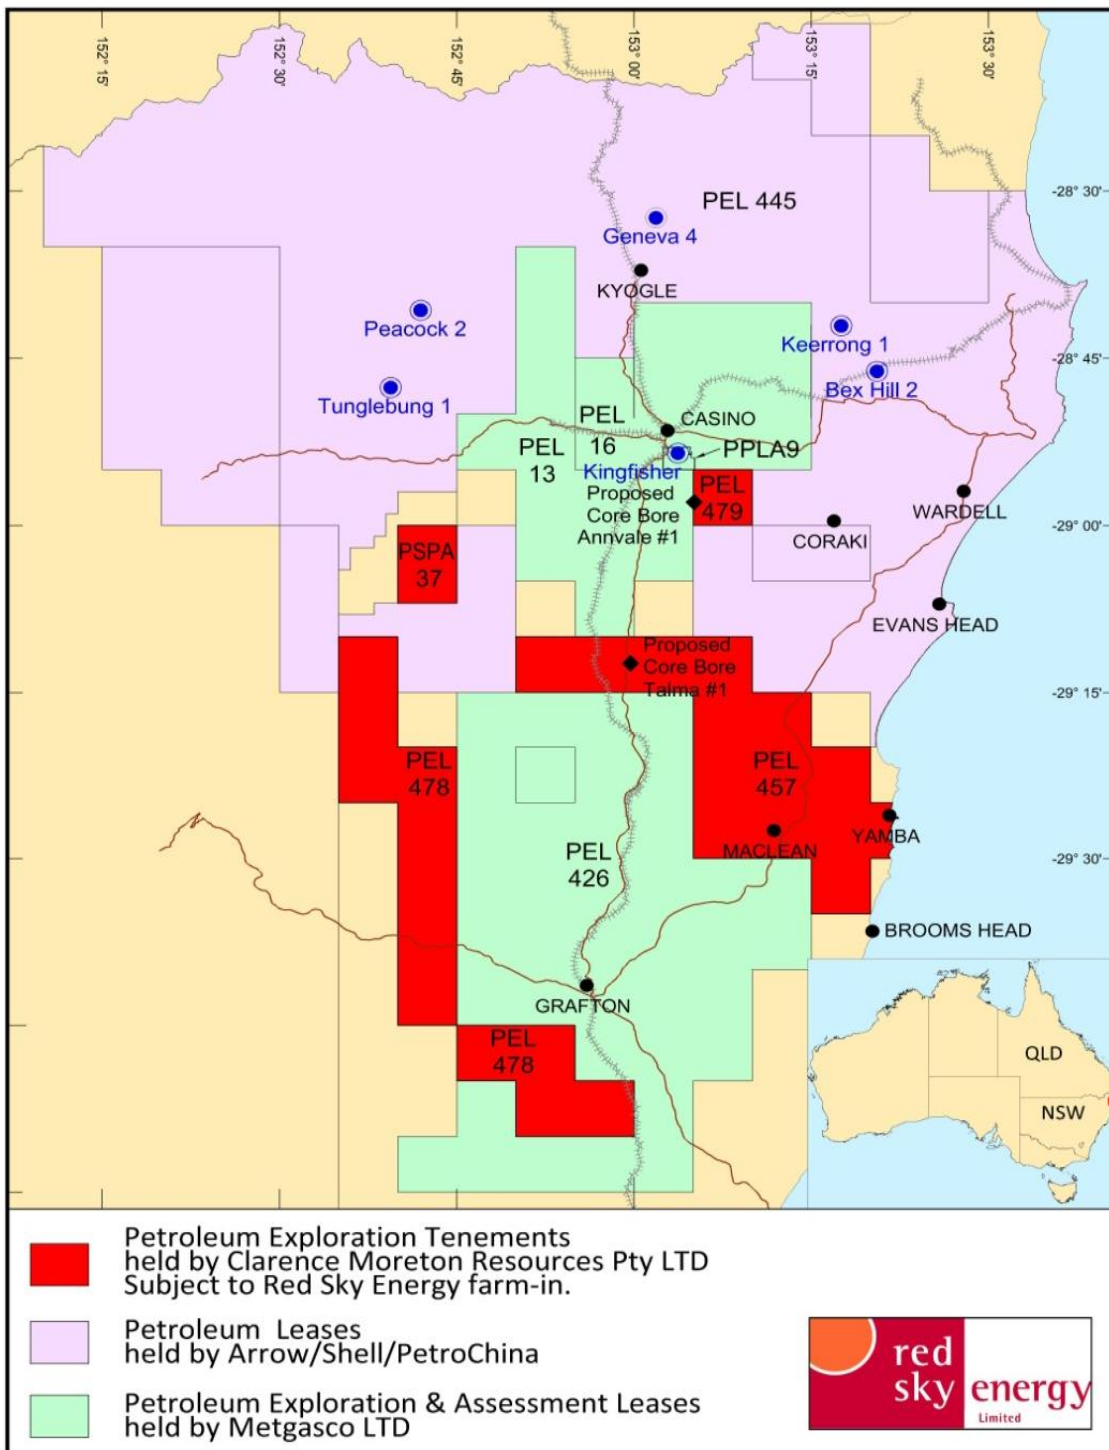 152° 15'
152° 30'
152° 45'
153° 00'
153° 15'
153° 30'
-28° 30'
PEL 445
Geneva 4
KYOGLE
Peacock 2
Keerrong 1
-28° 45'
Bex Hill 2
Tunglebung 1
CASINO
PEL
16
PPLA9
PEL
13
Kingfisher
PEL
479
Proposed
Core Bore
Annvale #1
WARDELL
-29° 00'
CORAKI
PSPA
37
EVANS HEAD
Proposed
Core Bore
Talma #1
-29° 15'
PEL
478
PEL
457
YAMBA
MACLEAN
-29° 30'
PEL
426
BROOMS HEAD
GRAFTON
PEL
478
QLD
NSW
Petroleum Exploration Tenements
held by Clarence Moreton Resources Pty LTD
Subject to Red Sky Energy farm-in.
Petroleum Leases
held by Arrow/Shell/PetroChina
Petroleum Exploration & Assessment Leases
held by Metgasco LTD
red
sky energy
Limited